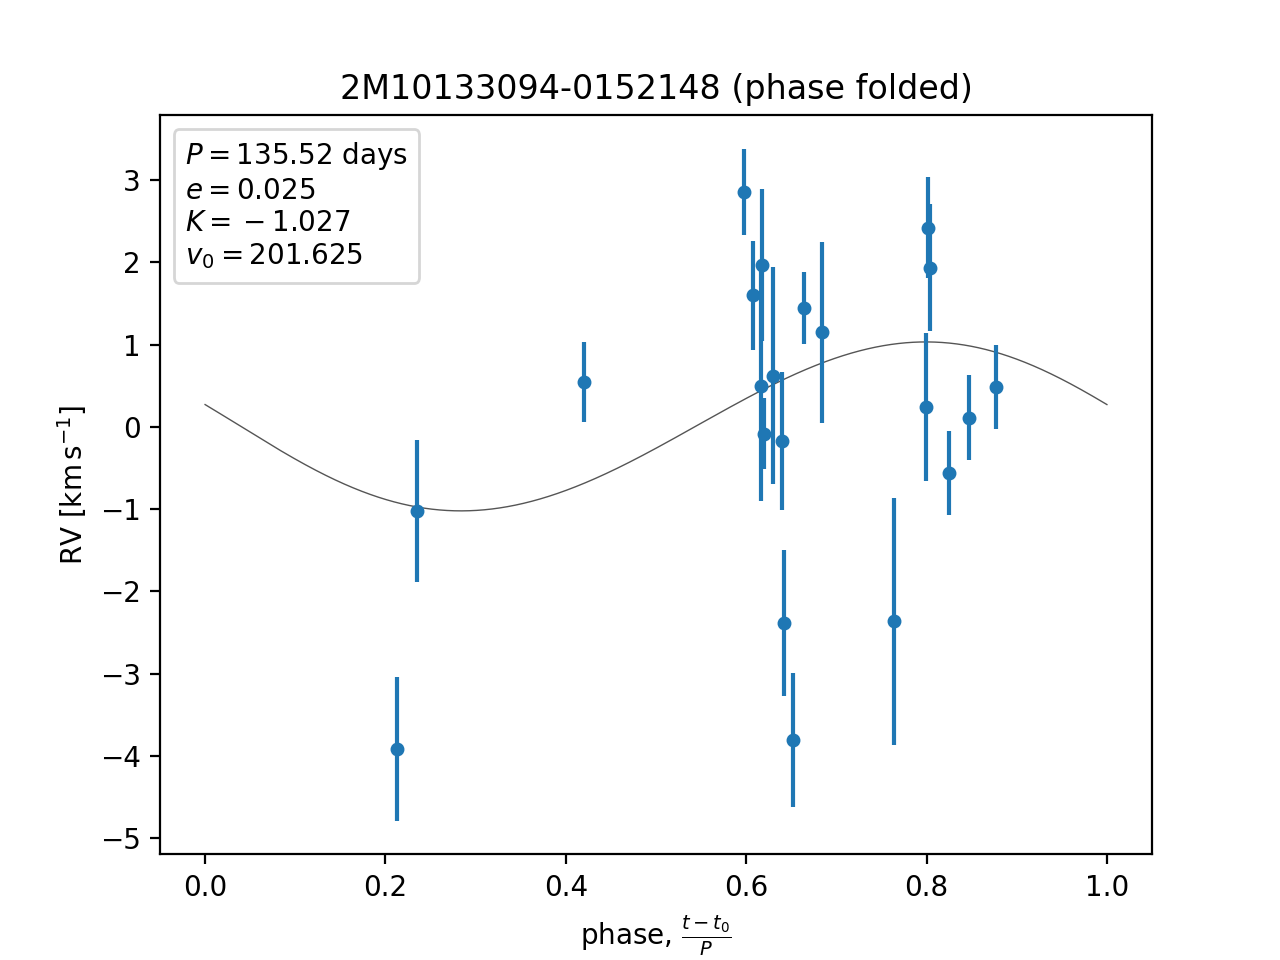 2M10133094-0152148 (phase folded)
P = 135.52 days
e = 0.025
K = −1.027
v₀ = 201.625
3
2
1
0
−1
−2
−3
−4
−5
RV [km s⁻¹]
0.0 0.2 0.4 0.6 0.8 1.0
phase, (t − t₀)/P